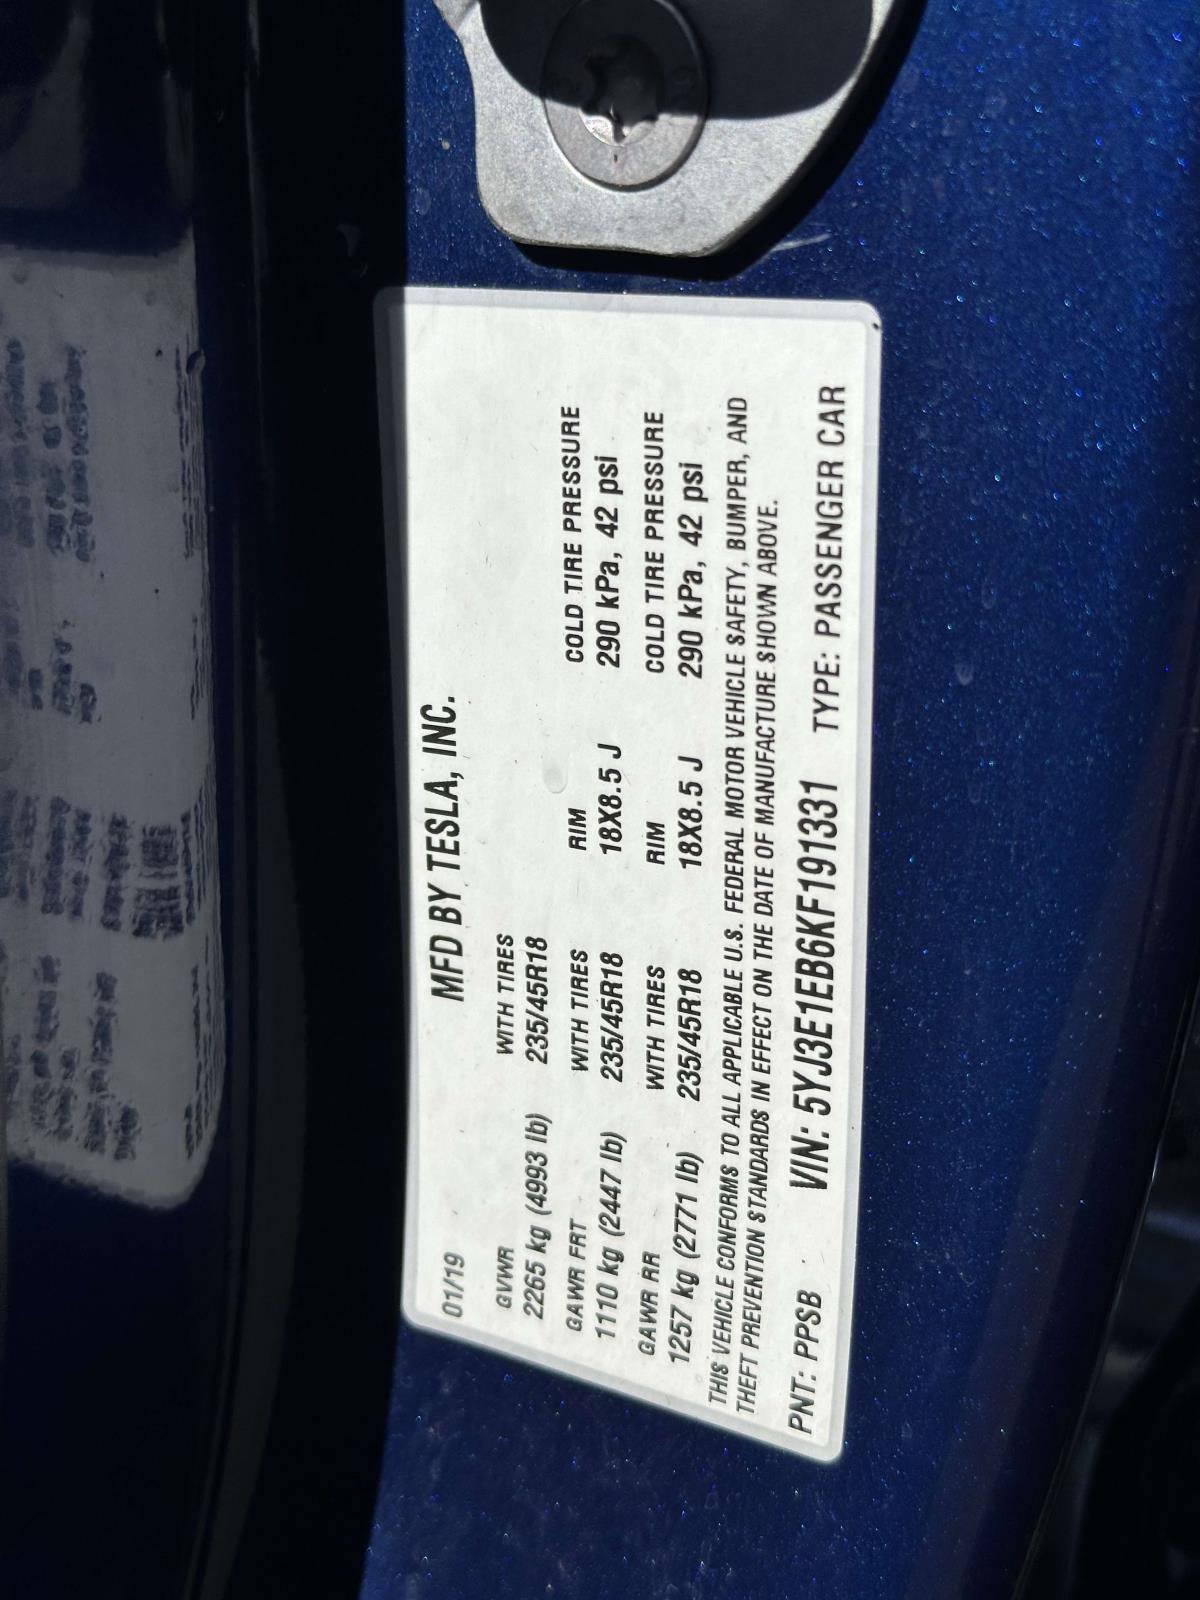 MFD BY TESLA, INC.
01/19
GVWR WITH TIRES
2265 kg (4993 lb) 235/45R18
GAWR FRT WITH TIRES RIM COLD TIRE PRESSURE
1110 kg (2447 lb) 235/45R18 18X8.5 J 290 kPa, 42 psi
GAWR RR WITH TIRES RIM COLD TIRE PRESSURE
1257 kg (2771 lb) 235/45R18 18X8.5 J 290 kPa, 42 psi
THIS VEHICLE CONFORMS TO ALL APPLICABLE U.S. FEDERAL MOTOR VEHICLE SAFETY, BUMPER, AND
THEFT PREVENTION STANDARDS IN EFFECT ON THE DATE OF MANUFACTURE SHOWN ABOVE.
PNT: PPSB VIN: 5YJ3E1EB6KF191331 TYPE: PASSENGER CAR